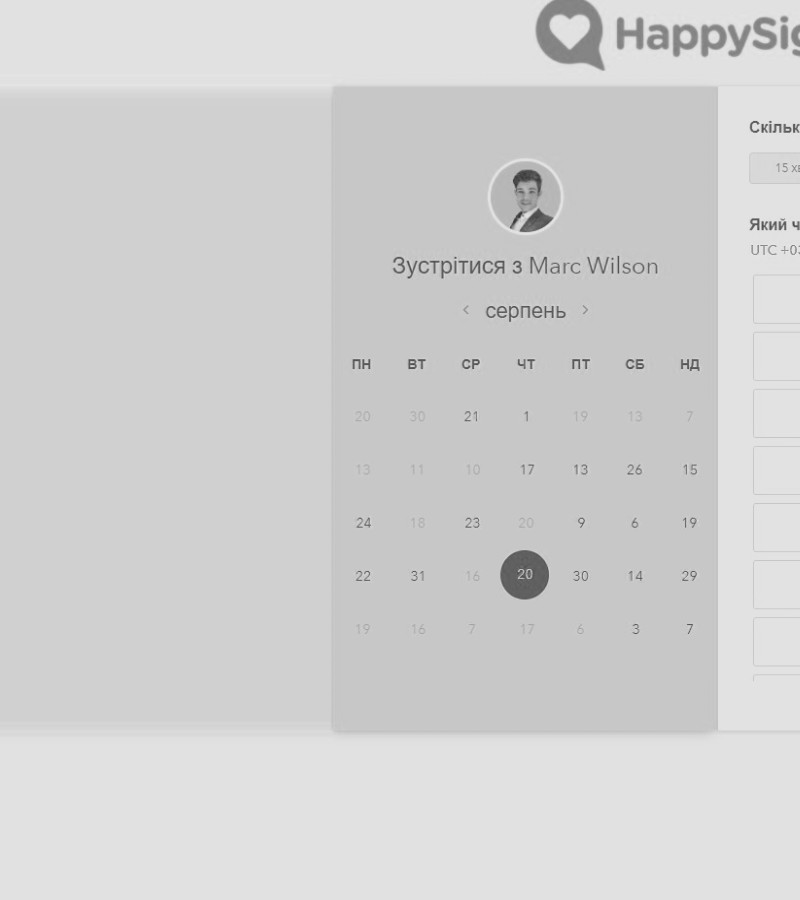 HappySig
Зустрітися з Marc Wilson
‹ серпень ›
ПН ВТ СР ЧТ ПТ СБ НД
20 30 21 1 19 13 7
13 11 10 17 13 26 15
24 18 23 20 9 6 19
22 31 16 20 30 14 29
19 16 7 17 6 3 7
Скільк
15 хв
Який ч
UTC +03